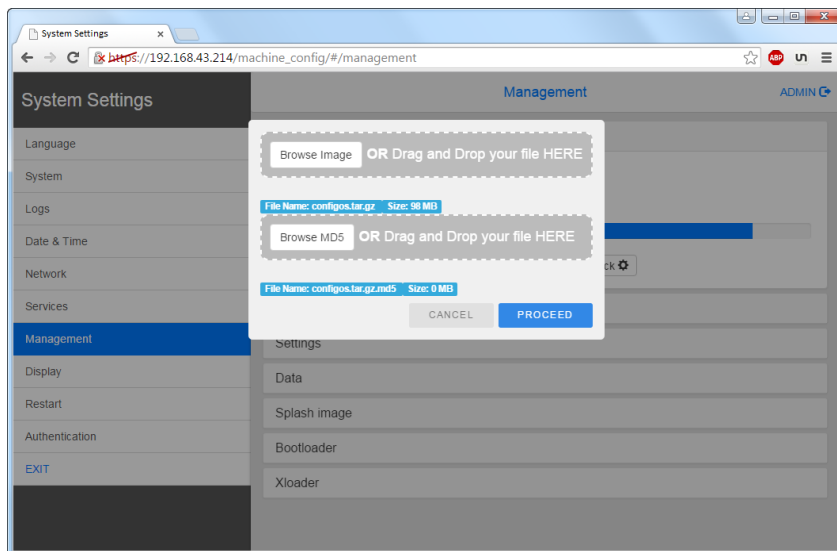 System Settings
https://192.168.43.214/machine_config/#/management
ABP
System Settings
Management
ADMIN
Language
System
Logs
Date & Time
Network
Services
Management
Display
Restart
Authentication
EXIT
Browse Image OR Drag and Drop your file HERE
File Name: configos.tar.gz Size: 98 MB
Browse MD5 OR Drag and Drop your file HERE
ck
File Name: configos.tar.gz.md5 Size: 0 MB
CANCEL PROCEED
Settings
Data
Splash image
Bootloader
Xloader